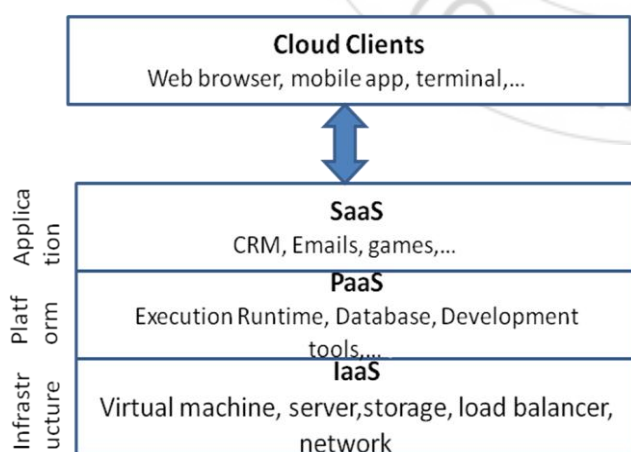 Cloud Clients
Web browser, mobile app, terminal,...
Applica
tion
SaaS
CRM, Emails, games,...
Platf
orm
PaaS
Execution Runtime, Database, Development
tools,...
Infrastr
ucture
IaaS
Virtual machine, server,storage, load balancer,
network